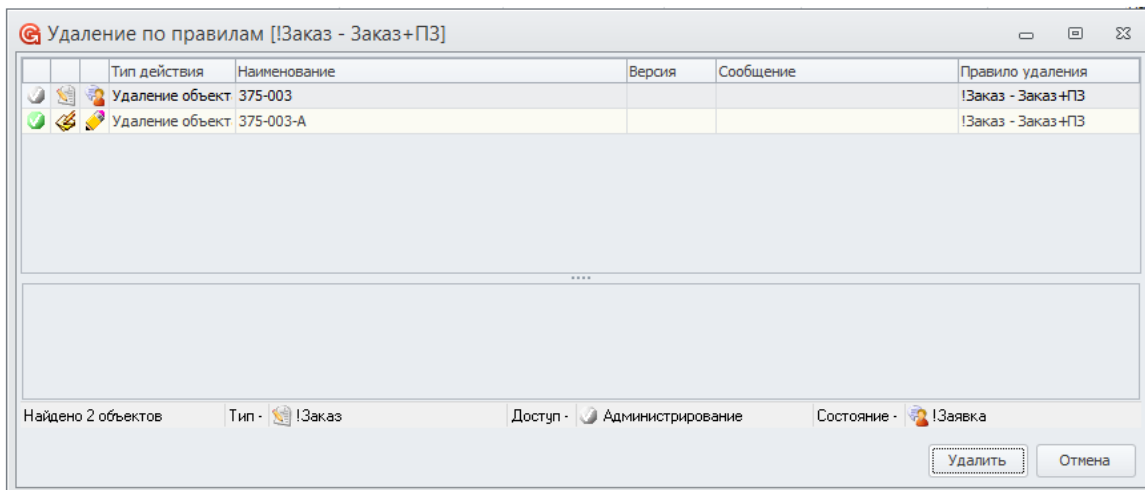 Удаление по правилам [!Заказ - Заказ+ПЗ]
Тип действия Наименование Версия Сообщение Правило удаления
Удаление объект 375-003 !Заказ - Заказ+ПЗ
Удаление объект 375-003-А !Заказ - Заказ+ПЗ
Найдено 2 объектов Тип - !Заказ Доступ - Администрирование Состояние - !Заявка
Удалить Отмена